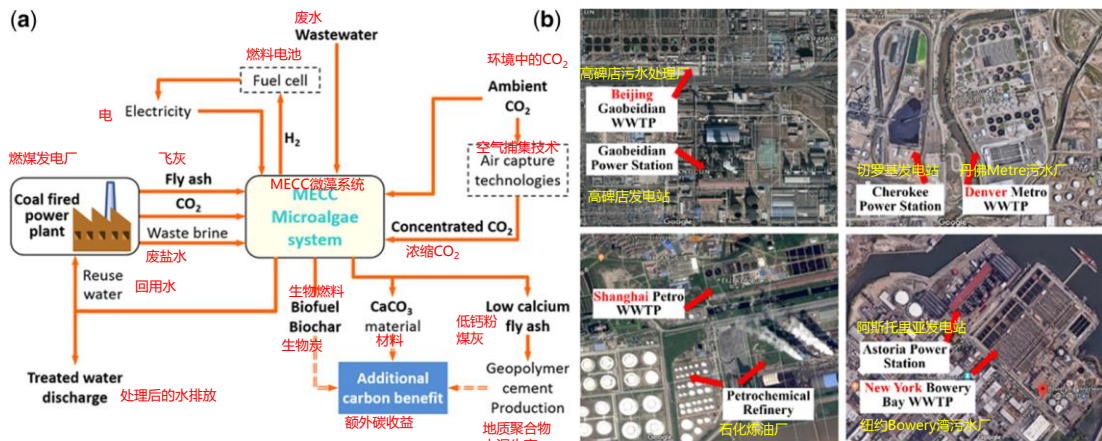 (a)
废水
Wastewater
燃料电池
Fuel cell
环境中的CO₂
Ambient
CO₂
电
Electricity
H₂
空气捕集技术
Air capture
technologies
燃煤发电厂
飞灰
Fly ash
MECC微藻系统
MECC
Microalgae
system
Coal fired
power
plant
CO₂
Concentrated CO₂
浓缩CO₂
Waste brine
废盐水
Reuse
water
回用水
生物燃料
Biofuel
Biochar
生物炭
CaCO₃
material
材料
Low calcium
fly ash
低钙粉
煤灰
Treated water
discharge
处理后的水排放
Additional
carbon benefit
额外碳收益
Geopolymer
cement
Production
地质聚合物
(b)
高碑店污水处理厂
Beijing
Gaobeidian
WWTP
Gaobeidian
Power Station
高碑店发电站
Google
切罗基发电站
Cherokee
Power Station
丹佛Metre污水厂
Denver Metro
WWTP
Google
Shanghai Petro
WWTP
Petrochemical
Refinery
石化炼油厂
Google
阿斯托里亚发电站
Astoria Power
Station
New York Bowery
Bay WWTP
纽约Bowery湾污水厂
Google